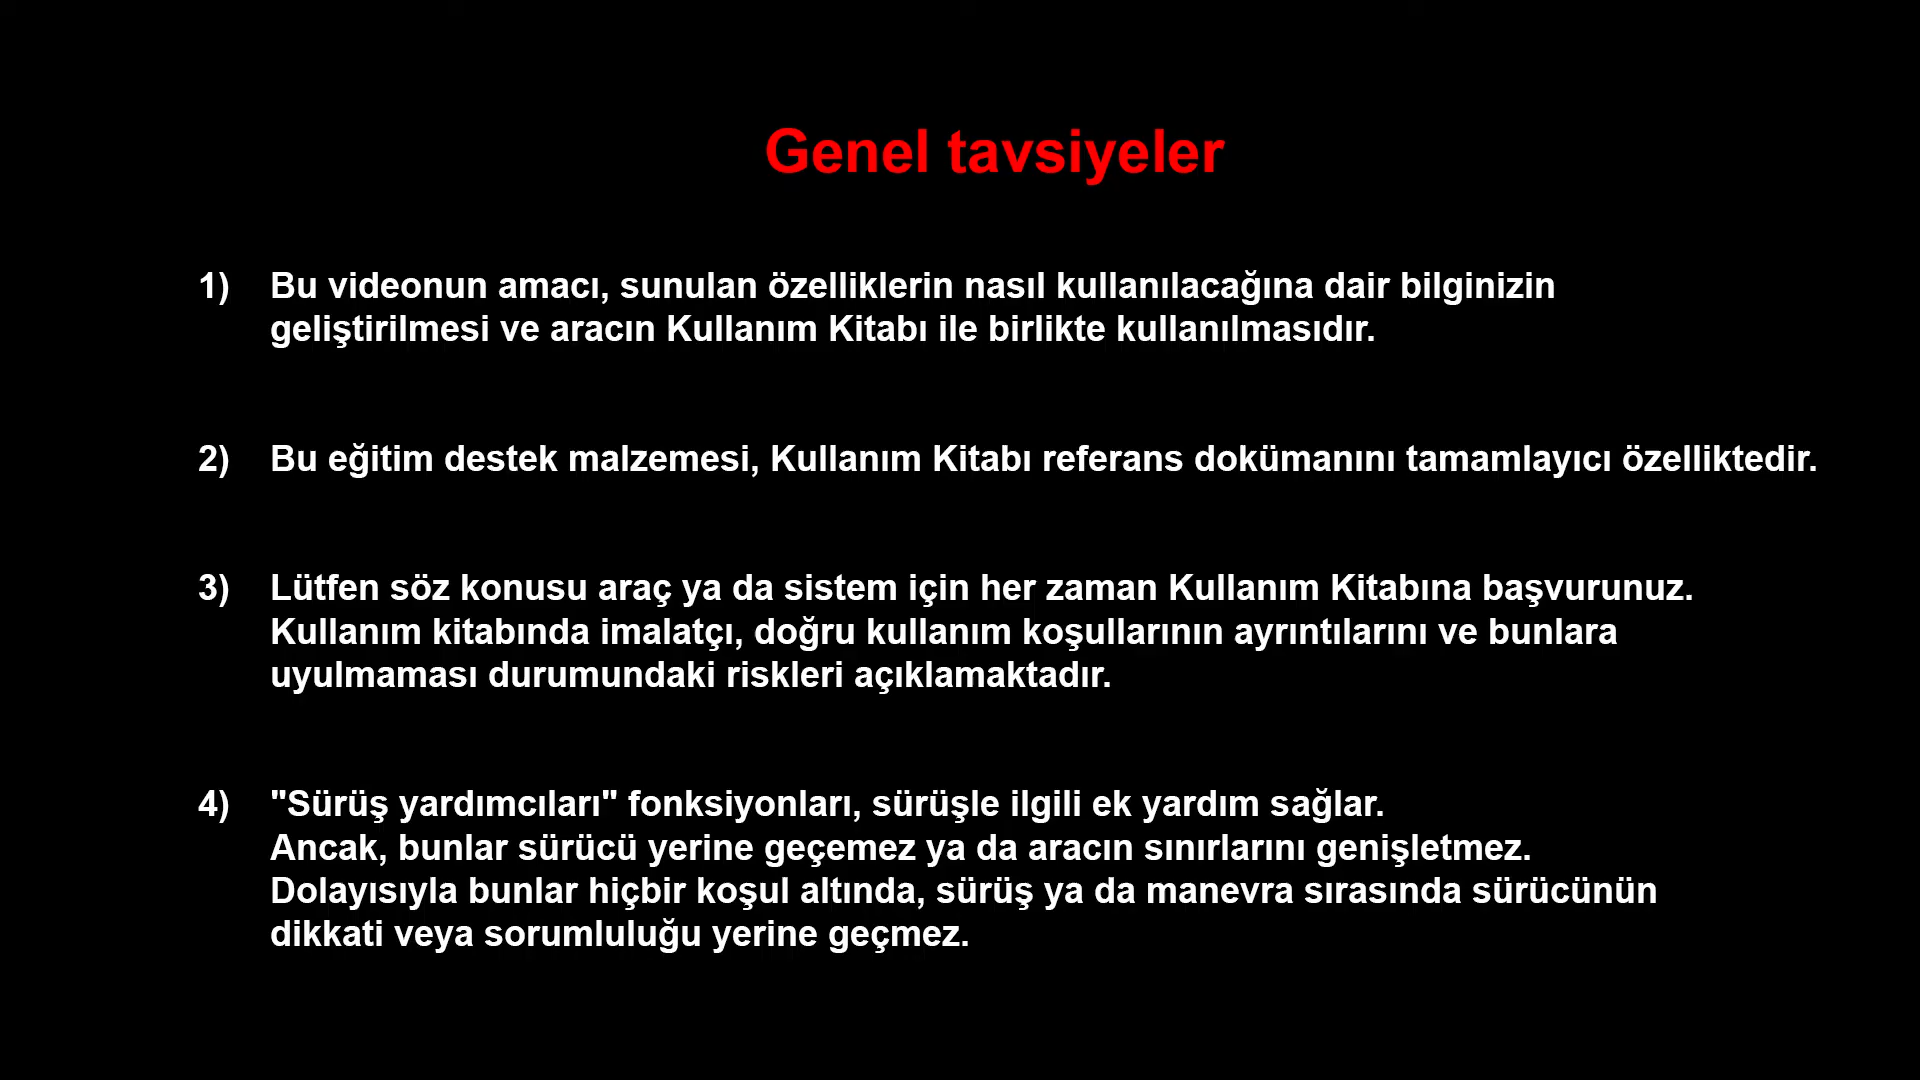 Genel tavsiyeler
1) Bu videonun amacı, sunulan özelliklerin nasıl kullanılacağına dair bilginizin
geliştirilmesi ve aracın Kullanım Kitabı ile birlikte kullanılmasıdır.
2) Bu eğitim destek malzemesi, Kullanım Kitabı referans dokümanını tamamlayıcı özelliktedir.
3) Lütfen söz konusu araç ya da sistem için her zaman Kullanım Kitabına başvurunuz.
Kullanım kitabında imalatçı, doğru kullanım koşullarının ayrıntılarını ve bunlara
uyulmaması durumundaki riskleri açıklamaktadır.
4) "Sürüş yardımcıları" fonksiyonları, sürüşle ilgili ek yardım sağlar.
Ancak, bunlar sürücü yerine geçemez ya da aracın sınırlarını genişletmez.
Dolayısıyla bunlar hiçbir koşul altında, sürüş ya da manevra sırasında sürücünün
dikkati veya sorumluluğu yerine geçmez.